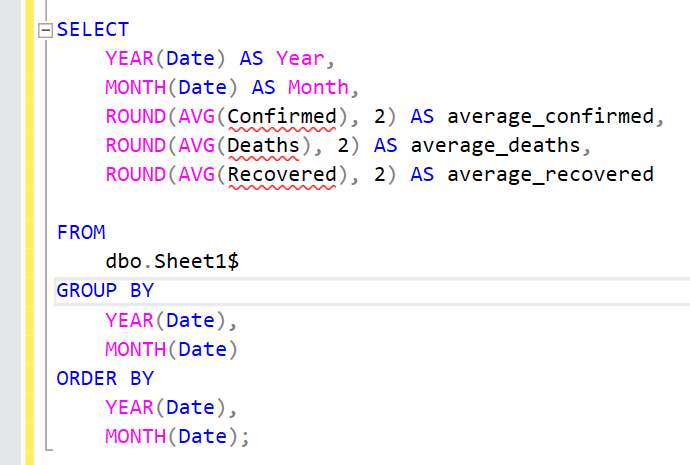 SELECT
YEAR(Date) AS Year,
MONTH(Date) AS Month,
ROUND(AVG(Confirmed), 2) AS average_confirmed,
ROUND(AVG(Deaths), 2) AS average_deaths,
ROUND(AVG(Recovered), 2) AS average_recovered
FROM
dbo.Sheet1$
GROUP BY
YEAR(Date),
MONTH(Date)
ORDER BY
YEAR(Date),
MONTH(Date);